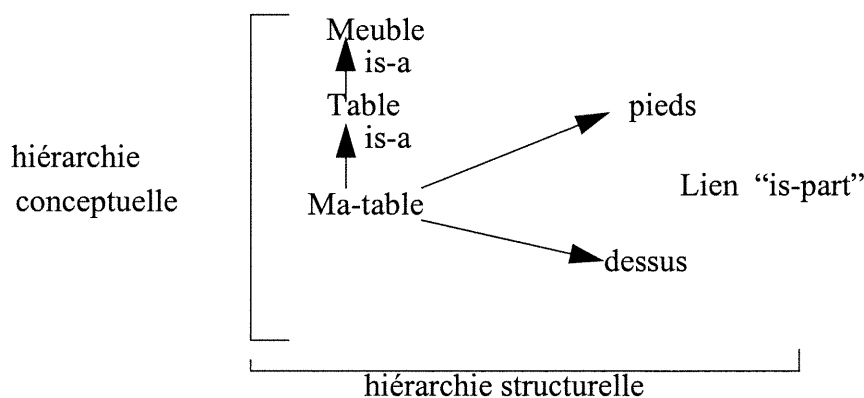 Meuble
is-a
Table
is-a
pieds
hiérarchie
conceptuelle
Ma-table
Lien “is-part”
dessus
hiérarchie structurelle